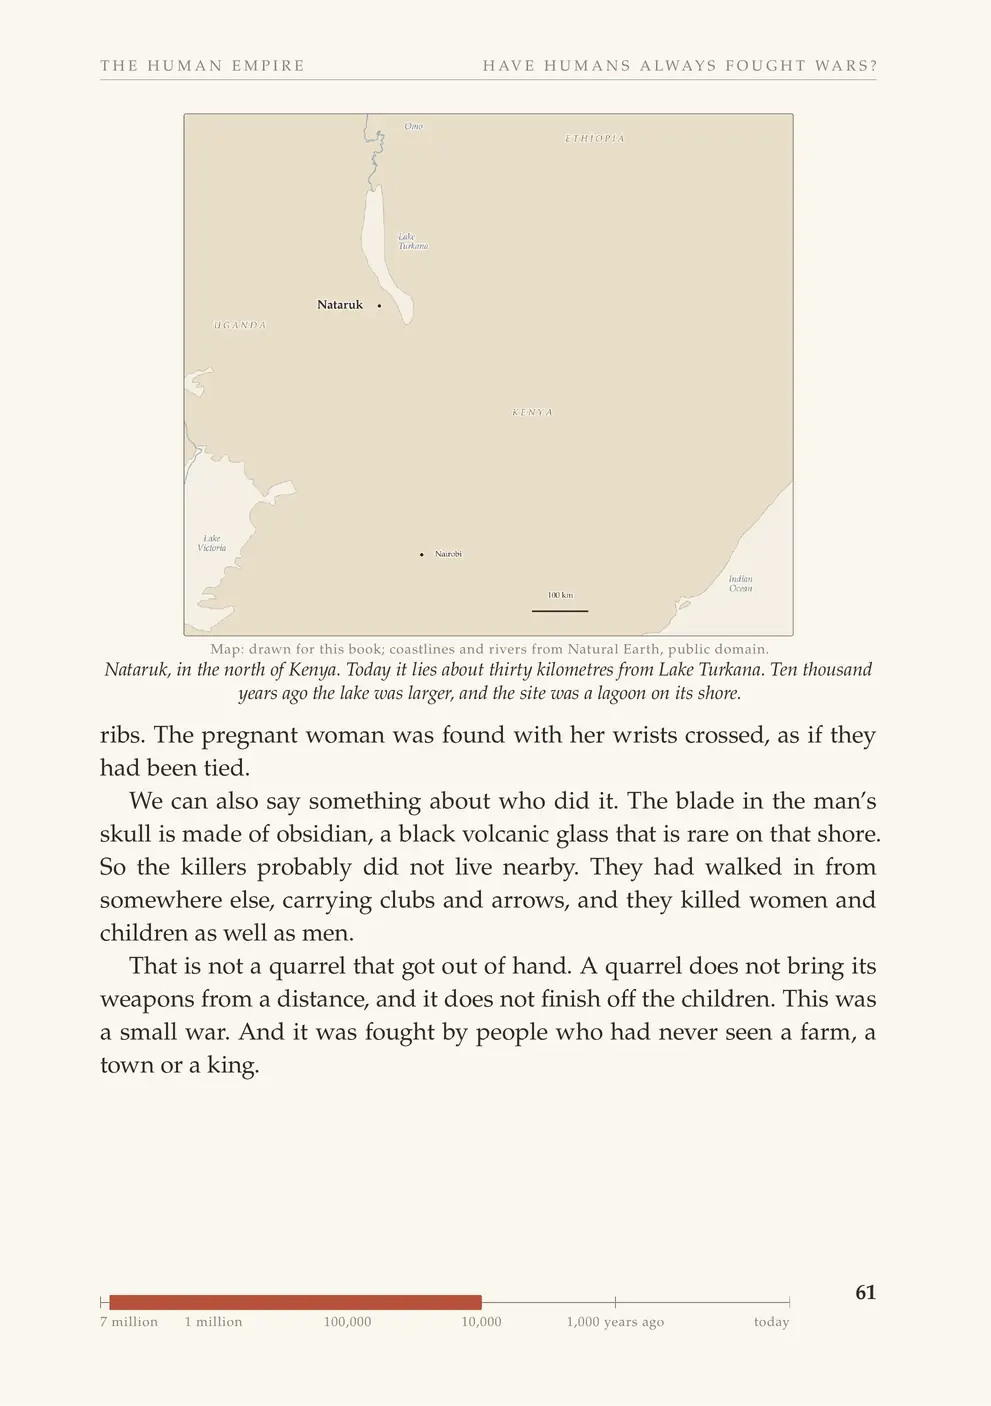 THE HUMAN EMPIRE
HAVE HUMANS ALWAYS FOUGHT WARS?
Omo
ETHIOPIA
Lake
Turkana
Nataruk
UGANDA
KENYA
Lake
Victoria
Nairobi
Indian
Ocean
100 km
Map: drawn for this book; coastlines and rivers from Natural Earth, public domain.
Nataruk, in the north of Kenya. Today it lies about thirty kilometres from Lake Turkana. Ten thousand
years ago the lake was larger, and the site was a lagoon on its shore.
ribs. The pregnant woman was found with her wrists crossed, as if they
had been tied.
We can also say something about who did it. The blade in the man’s
skull is made of obsidian, a black volcanic glass that is rare on that shore.
So the killers probably did not live nearby. They had walked in from
somewhere else, carrying clubs and arrows, and they killed women and
children as well as men.
That is not a quarrel that got out of hand. A quarrel does not bring its
weapons from a distance, and it does not finish off the children. This was
a small war. And it was fought by people who had never seen a farm, a
town or a king.
61
7 million 1 million 100,000 10,000 1,000 years ago today